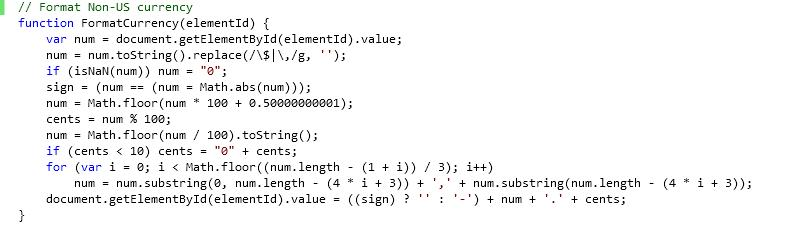 // Format Non-US currency
function FormatCurrency(elementId) {
    var num = document.getElementById(elementId).value;
    num = num.toString().replace(/\$|\,/g, '');
    if (isNaN(num)) num = "0";
    sign = (num == (num = Math.abs(num)));
    num = Math.floor(num * 100 + 0.50000000001);
    cents = num % 100;
    num = Math.floor(num / 100).toString();
    if (cents < 10) cents = "0" + cents;
    for (var i = 0; i < Math.floor((num.length - (1 + i)) / 3); i++)
        num = num.substring(0, num.length - (4 * i + 3)) + ',' + num.substring(num.length - (4 * i + 3));
    document.getElementById(elementId).value = ((sign) ? '' : '-') + num + '.' + cents;
}